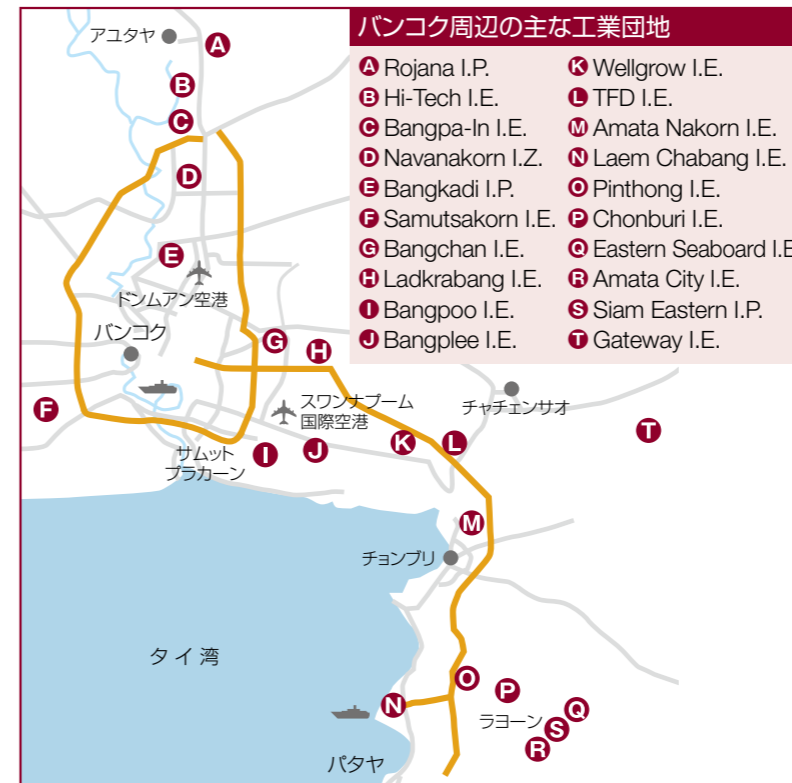 バンコク周辺の主な工業団地
A Rojana I.P.
B Hi-Tech I.E.
C Bangpa-In I.E.
D Navanakorn I.Z.
E Bangkadi I.P.
F Samutsakorn I.E.
G Bangchan I.E.
H Ladkrabang I.E.
I Bangpoo I.E.
J Bangplee I.E.
K Wellgrow I.E.
L TFD I.E.
M Amata Nakorn I.E.
N Laem Chabang I.E.
O Pinthong I.E.
P Chonburi I.E.
Q Eastern Seaboard I.E
R Amata City I.E.
S Siam Eastern I.P.
T Gateway I.E.
アユタヤ
A
B
C
D
E
ドンムアン空港
バンコク
G
H
F
スワンナプーム
国際空港
チャチェンサオ
T
サムット
プラカーン
I
J
K
L
M
チョンブリ
タイ湾
N
O
P
ラヨーン
Q
S
R
パタヤ